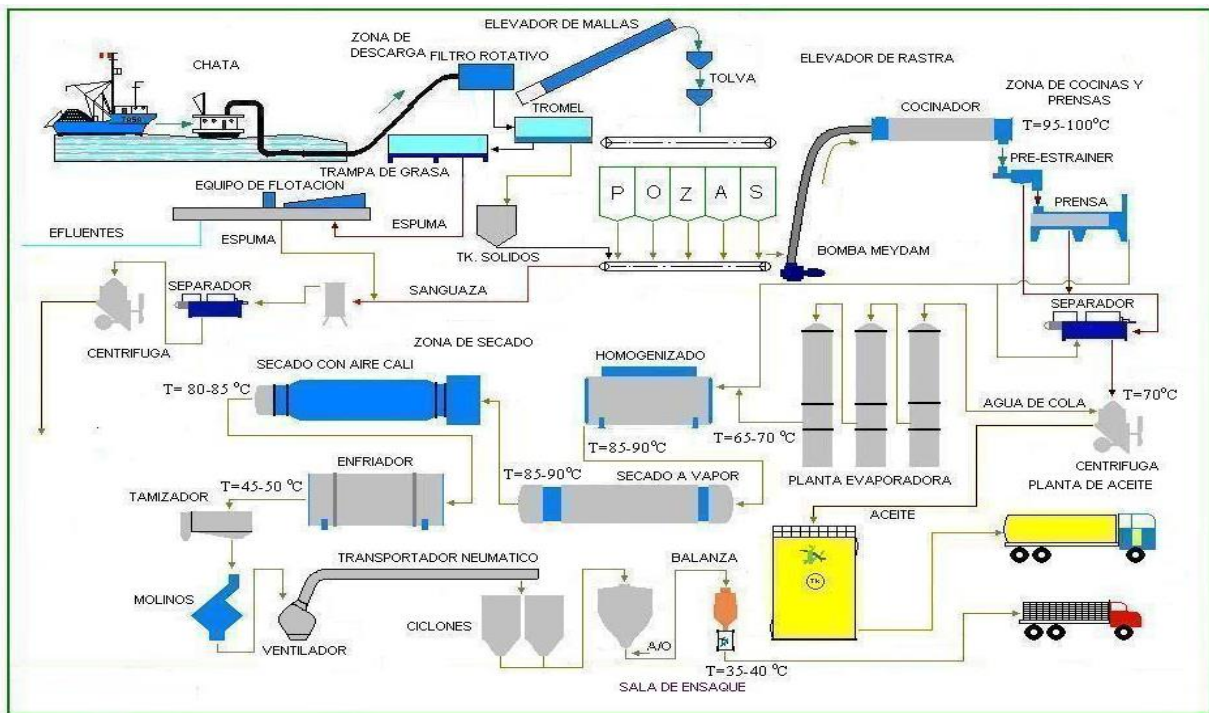 ELEVADOR DE MALLAS
ZONA DE
DESCARGA
FILTRO ROTATIVO
CHATA
TOLVA
ELEVADOR DE RASTRA
ZONA DE COCINAS Y
PRENSAS
COCINADOR
T=95-100°C
TROMEL
PRE-ESTRAINER
TRAMPA DE GRASA
EQUIPO DE FLOTACION
P O Z A S
PRENSA
EFLUENTES
ESPUMA
ESPUMA
TK. SOLIDOS
BOMBA MEYDAM
SEPARADOR
SANGUAZA
SEPARADOR
CENTRIFUGA
ZONA DE SECADO
HOMOGENIZADO
SECADO CON AIRE CALI
T= 80-85 °C
AGUA DE COLA
T=70°C
T=85-90°C
T=65-70 °C
ENFRIADOR
T=85-90°C
SECADO A VAPOR
PLANTA EVAPORADORA
CENTRIFUGA
PLANTA DE ACEITE
T=45-50 °C
TAMIZADOR
ACEITE
TRANSPORTADOR NEUMATICO
BALANZA
Tk
MOLINOS
CICLONES
VENTILADOR
A/O
T=35-40 °C
SALA DE ENSAQUE